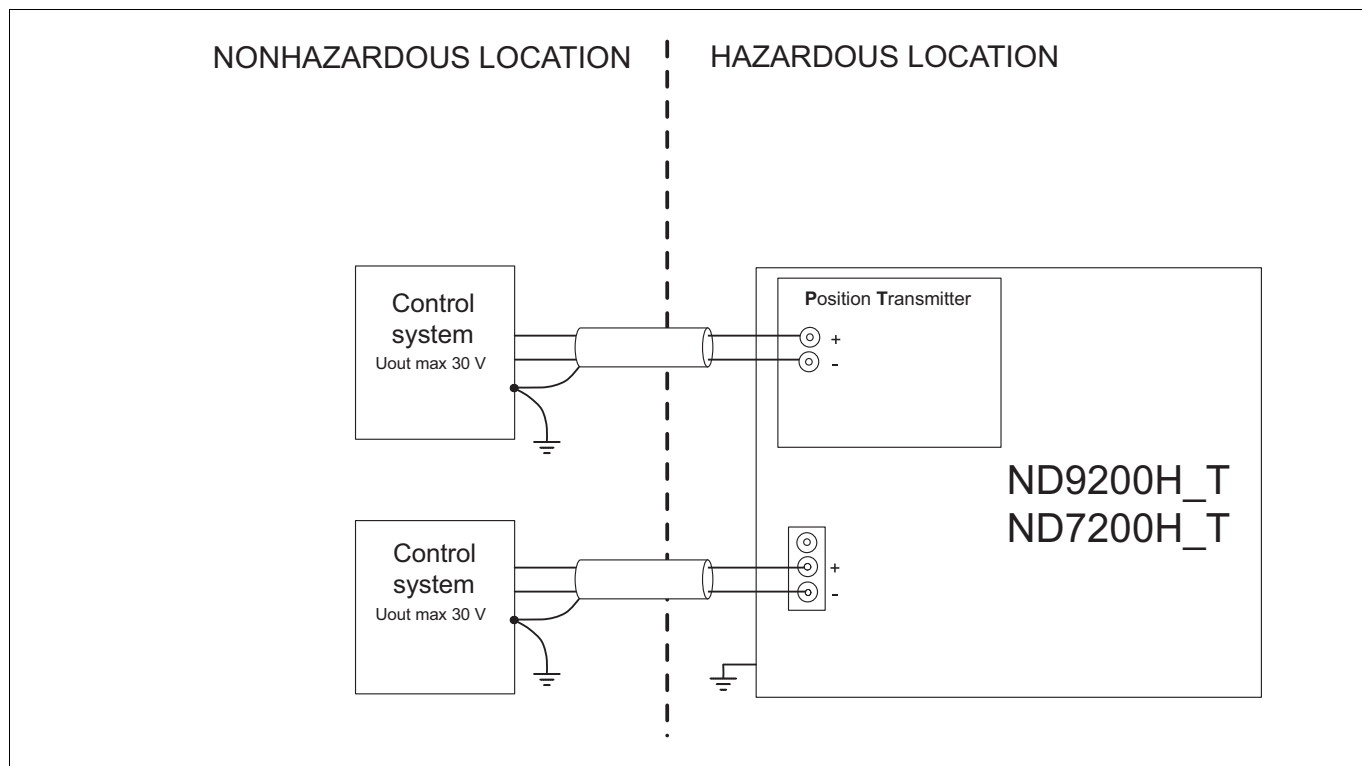 NONHAZARDOUS LOCATION
HAZARDOUS LOCATION
Control
system
Uout max 30 V
Position Transmitter
+
-
ND9200H_T
ND7200H_T
Control
system
Uout max 30 V
+
-